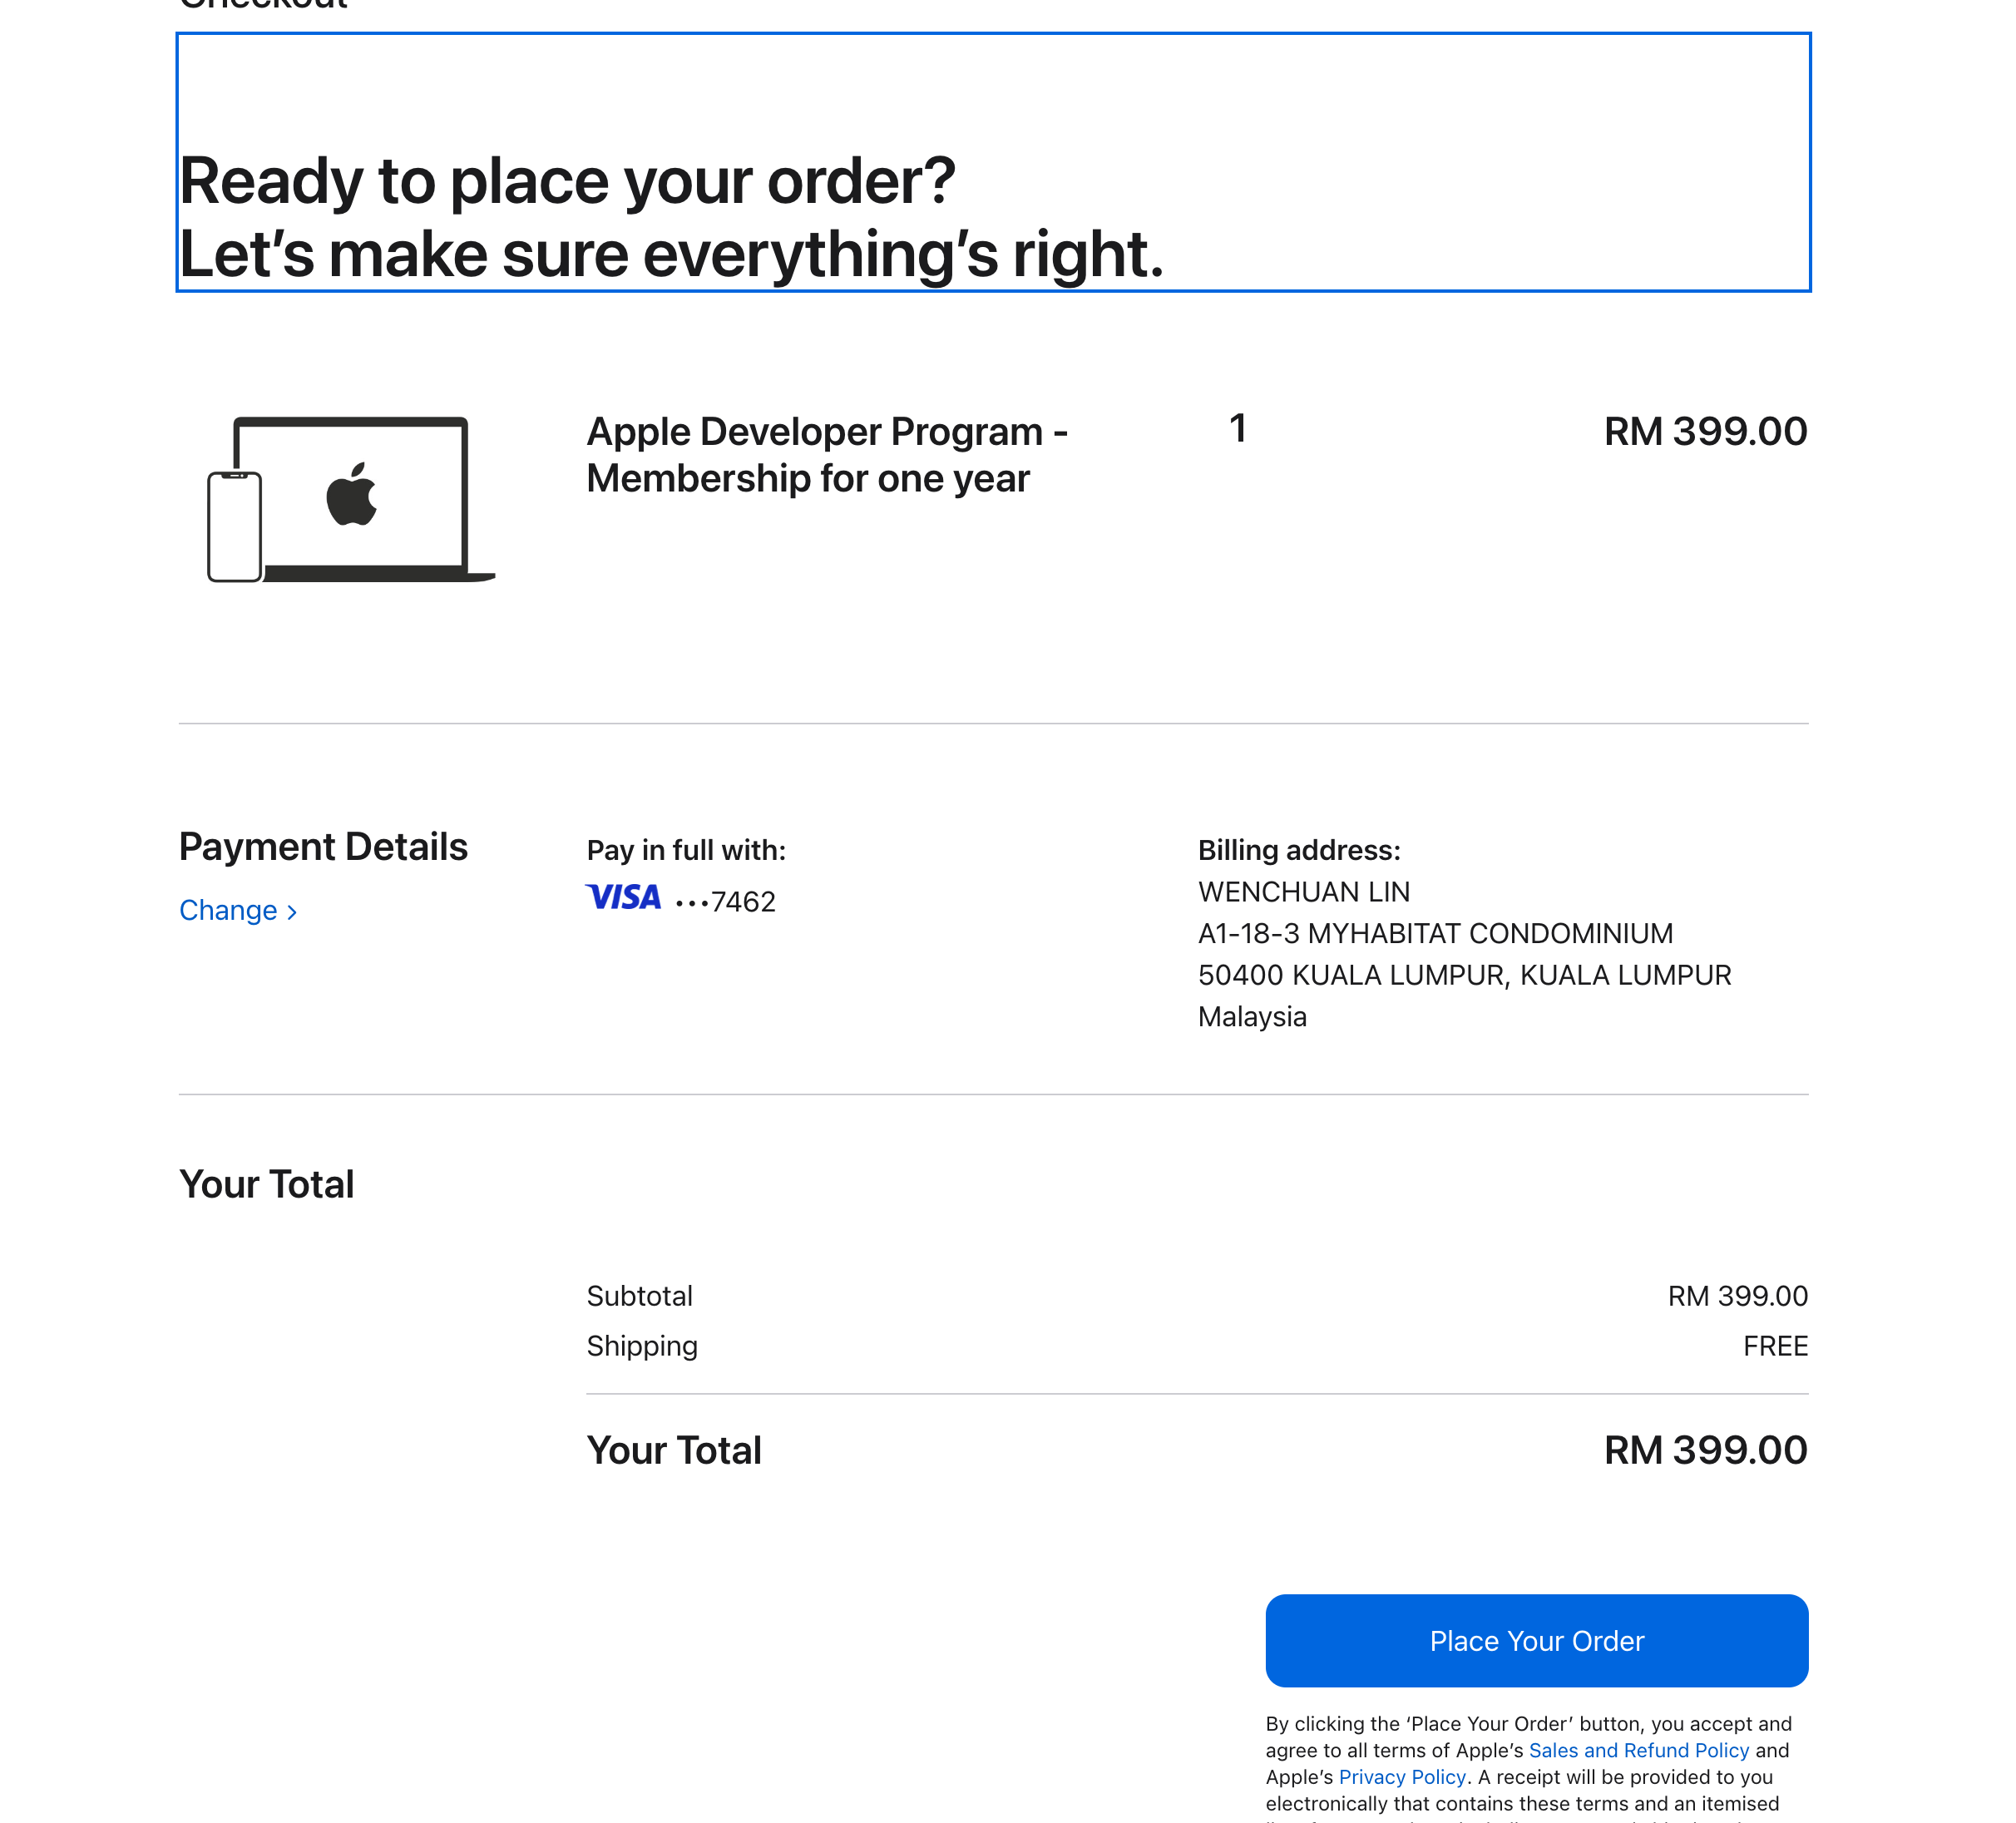 Checkout
Ready to place your order?
Let’s make sure everything’s right.
Apple Developer Program -
Membership for one year
1
RM 399.00
Payment Details
Change >
Pay in full with:
VISA •••7462
Billing address:
WENCHUAN LIN
A1-18-3 MYHABITAT CONDOMINIUM
50400 KUALA LUMPUR, KUALA LUMPUR
Malaysia
Your Total
Subtotal
RM 399.00
Shipping
FREE
Your Total
RM 399.00
Place Your Order
By clicking the ‘Place Your Order’ button, you accept and
agree to all terms of Apple’s Sales and Refund Policy and
Apple’s Privacy Policy. A receipt will be provided to you
electronically that contains these terms and an itemised